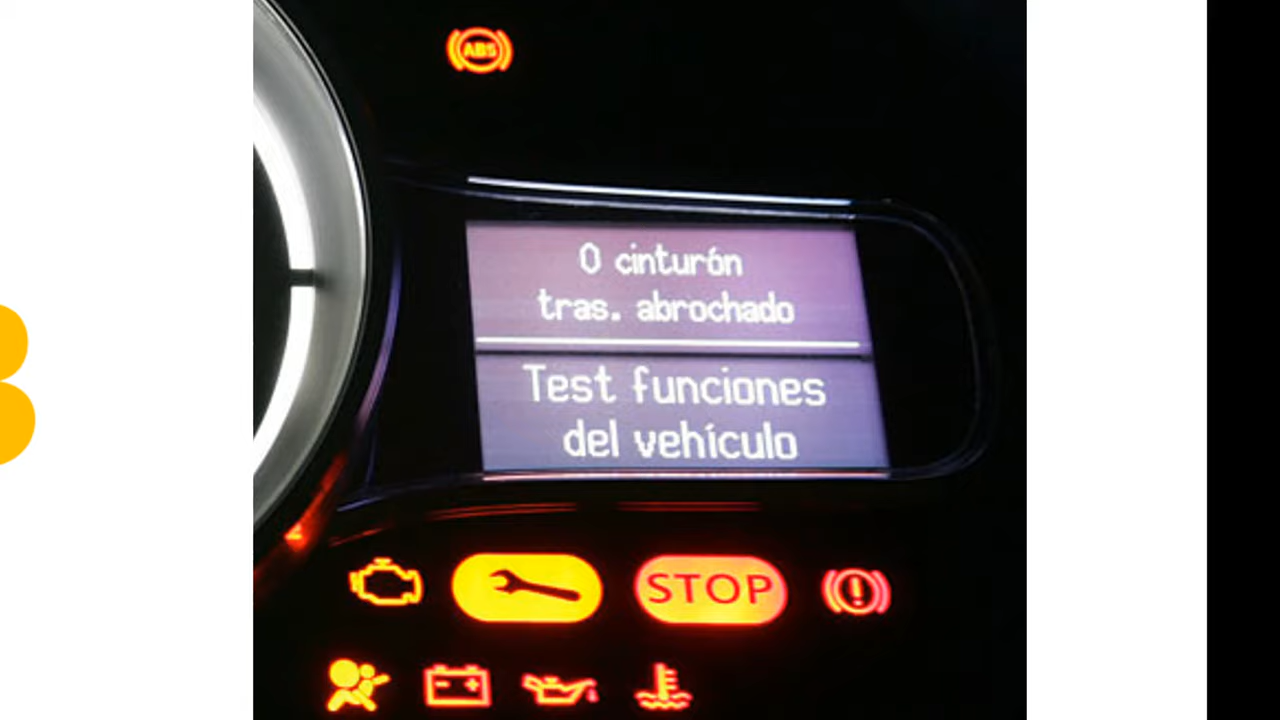 ABS
0 cinturón
tras. abrochado
Test funciones
del vehículo
STOP